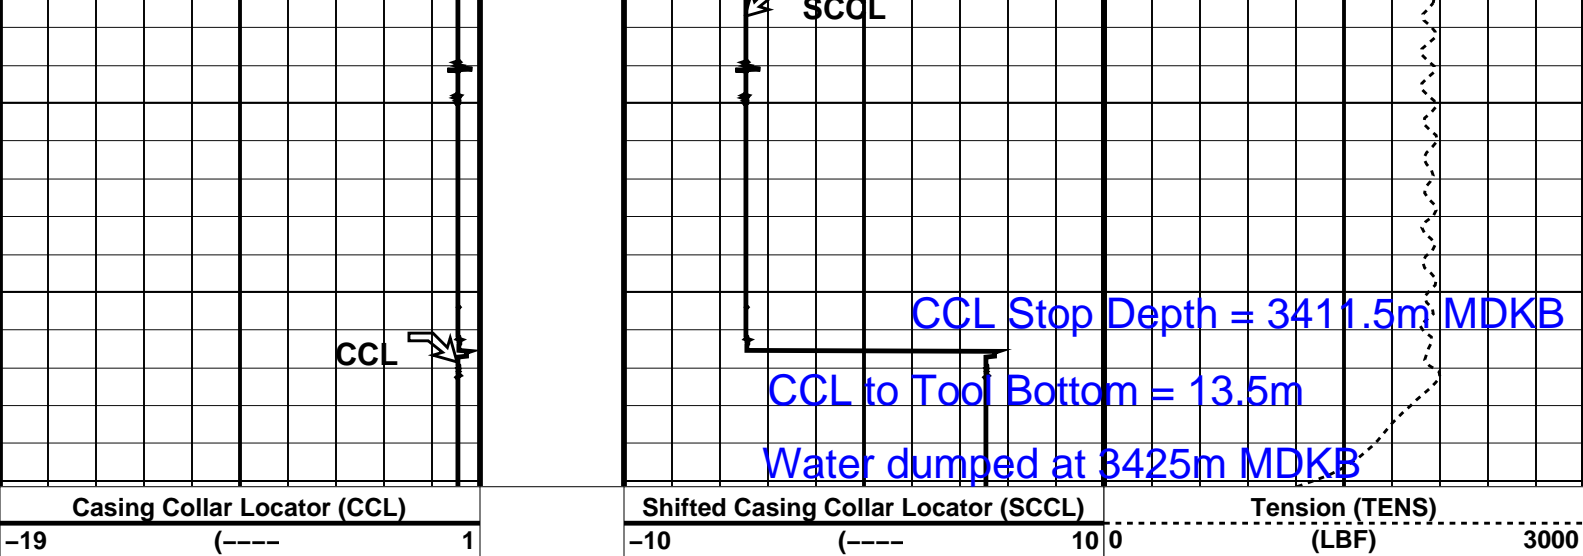 SCCL
CCL Stop Depth = 3411.5m MDKB
CCL
CCL to Tool Bottom = 13.5m
Water dumped at 3425m MDKB
Casing Collar Locator (CCL)
Shifted Casing Collar Locator (SCCL)
Tension (TENS)
−19 (−−−− 1
−10 (−−−− 10
0 (LBF) 3000